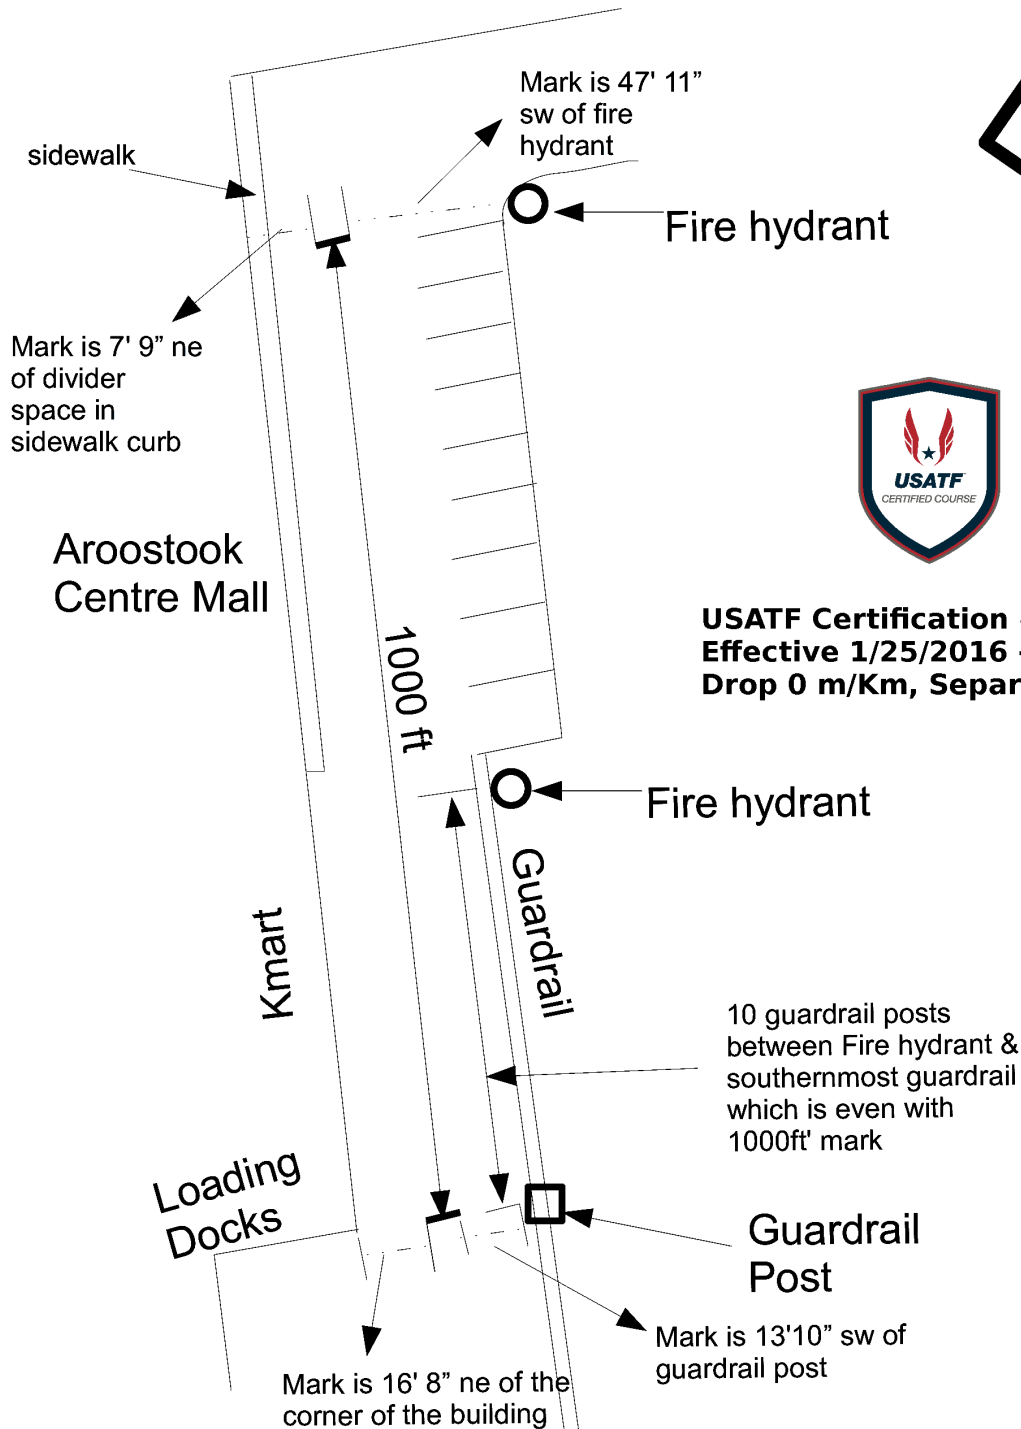 Mark is 47' 11”
sw of fire
hydrant
sidewalk
Fire hydrant
Mark is 7' 9” ne
of divider
space in
sidewalk curb
USATF
CERTIFIED COURSE
Aroostook
Centre Mall
USATF Certification
Effective 1/25/2016
Drop 0 m/Km,
1000 ft
Fire hydrant
Guardrail
Kmart
10 guardrail posts
between Fire hydrant &
southernmost guardrail
which is even with
1000ft' mark
Loading
Docks
Guardrail
Post
Mark is 13'10” sw of
guardrail post
Mark is 16' 8” ne of the
corner of the building